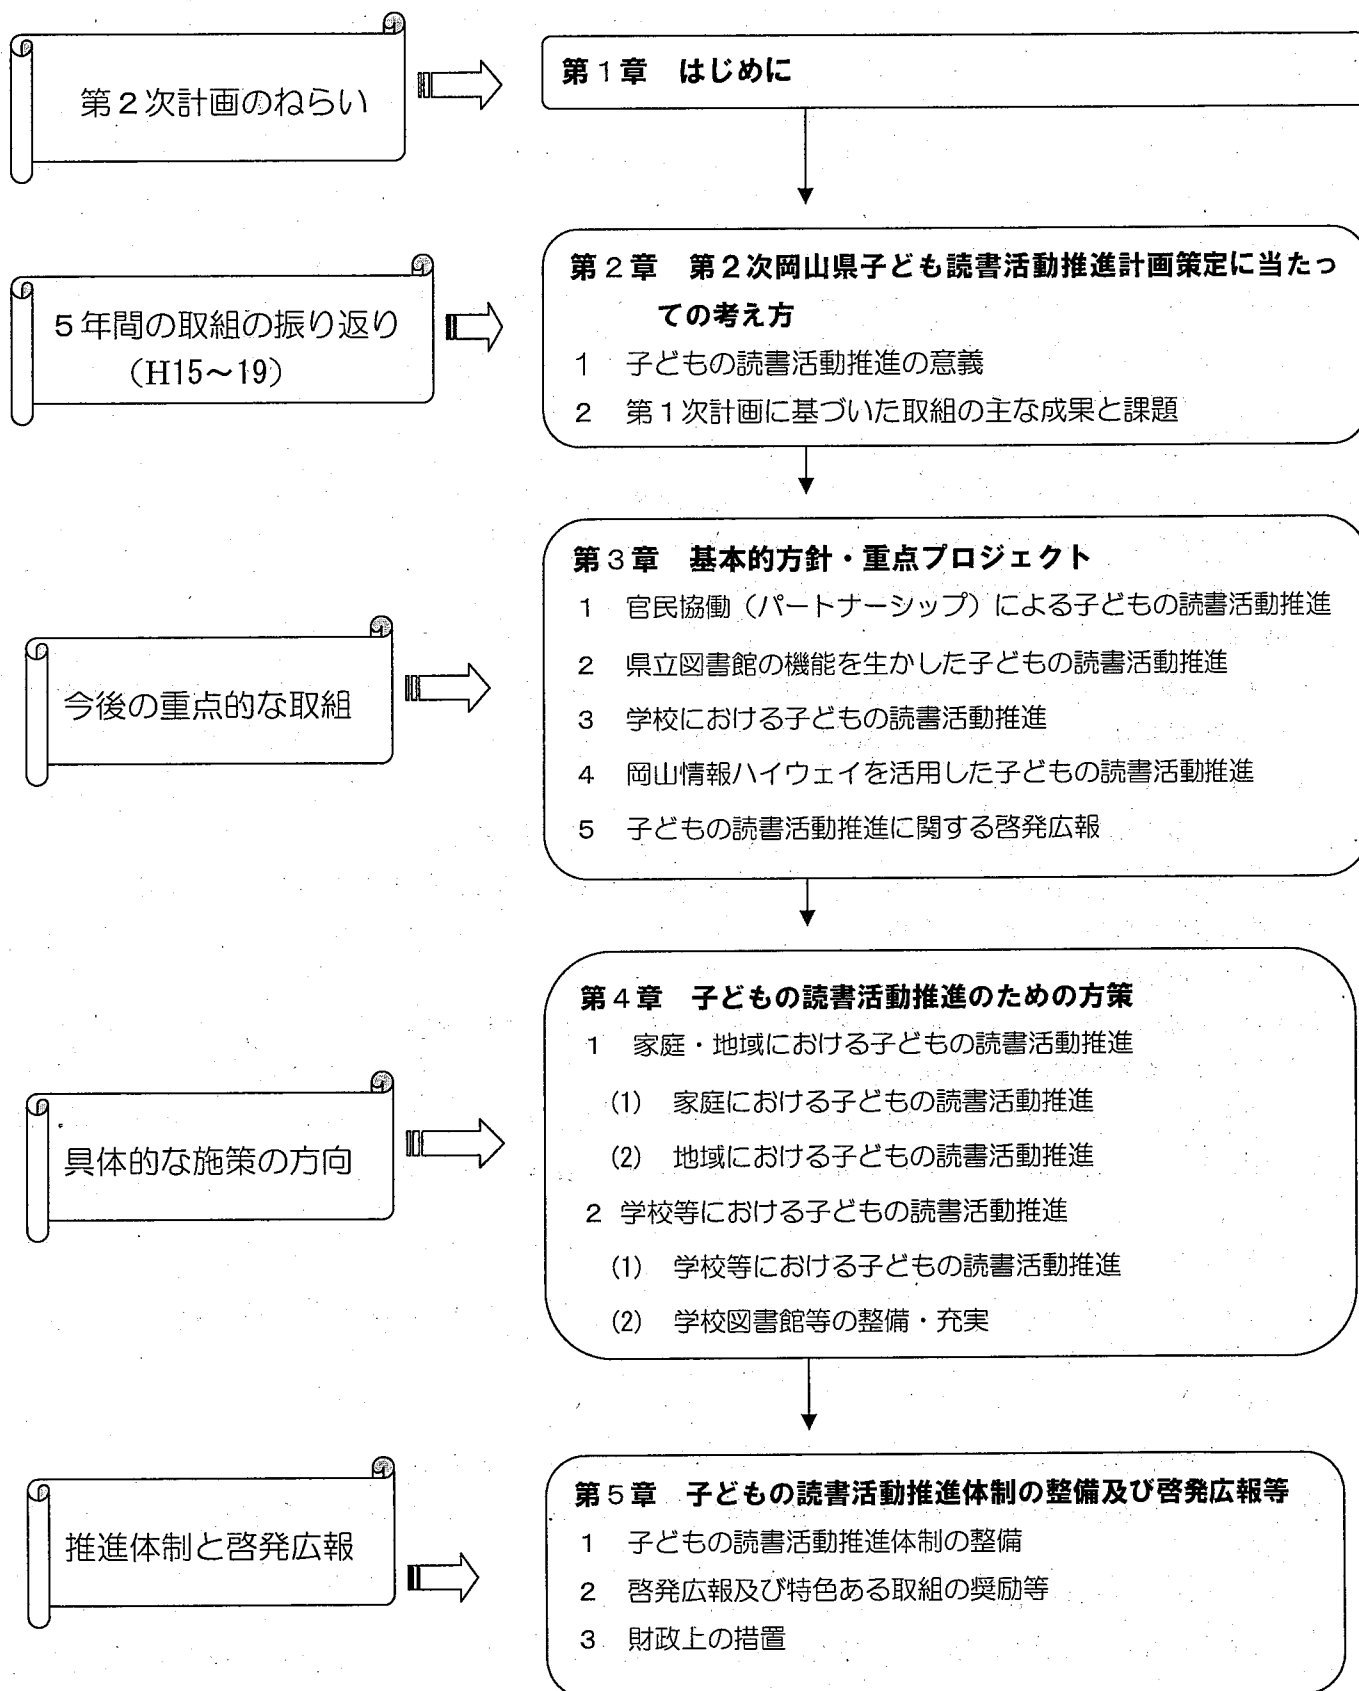 第2次計画のねらい
第1章 はじめに
5年間の取組の振り返り
(H15~19)
第2章 第2次岡山県子ども読書活動推進計画策定に当たっ
ての考え方
1 子どもの読書活動推進の意義
2 第1次計画に基づいた取組の主な成果と課題
今後の重点的な取組
第3章 基本的方針・重点プロジェクト
1 官民協働(パートナーシップ)による子どもの読書活動推進
2 県立図書館の機能を生かした子どもの読書活動推進
3 学校における子どもの読書活動推進
4 岡山情報ハイウェイを活用した子どもの読書活動推進
5 子どもの読書活動推進に関する啓発広報
具体的な施策の方向
第4章 子どもの読書活動推進のための方策
1 家庭・地域における子どもの読書活動推進
(1) 家庭における子どもの読書活動推進
(2) 地域における子どもの読書活動推進
2 学校等における子どもの読書活動推進
(1) 学校等における子どもの読書活動推進
(2) 学校図書館等の整備・充実
推進体制と啓発広報
第5章 子どもの読書活動推進体制の整備及び啓発広報等
1 子どもの読書活動推進体制の整備
2 啓発広報及び特色ある取組の奨励等
3 財政上の措置